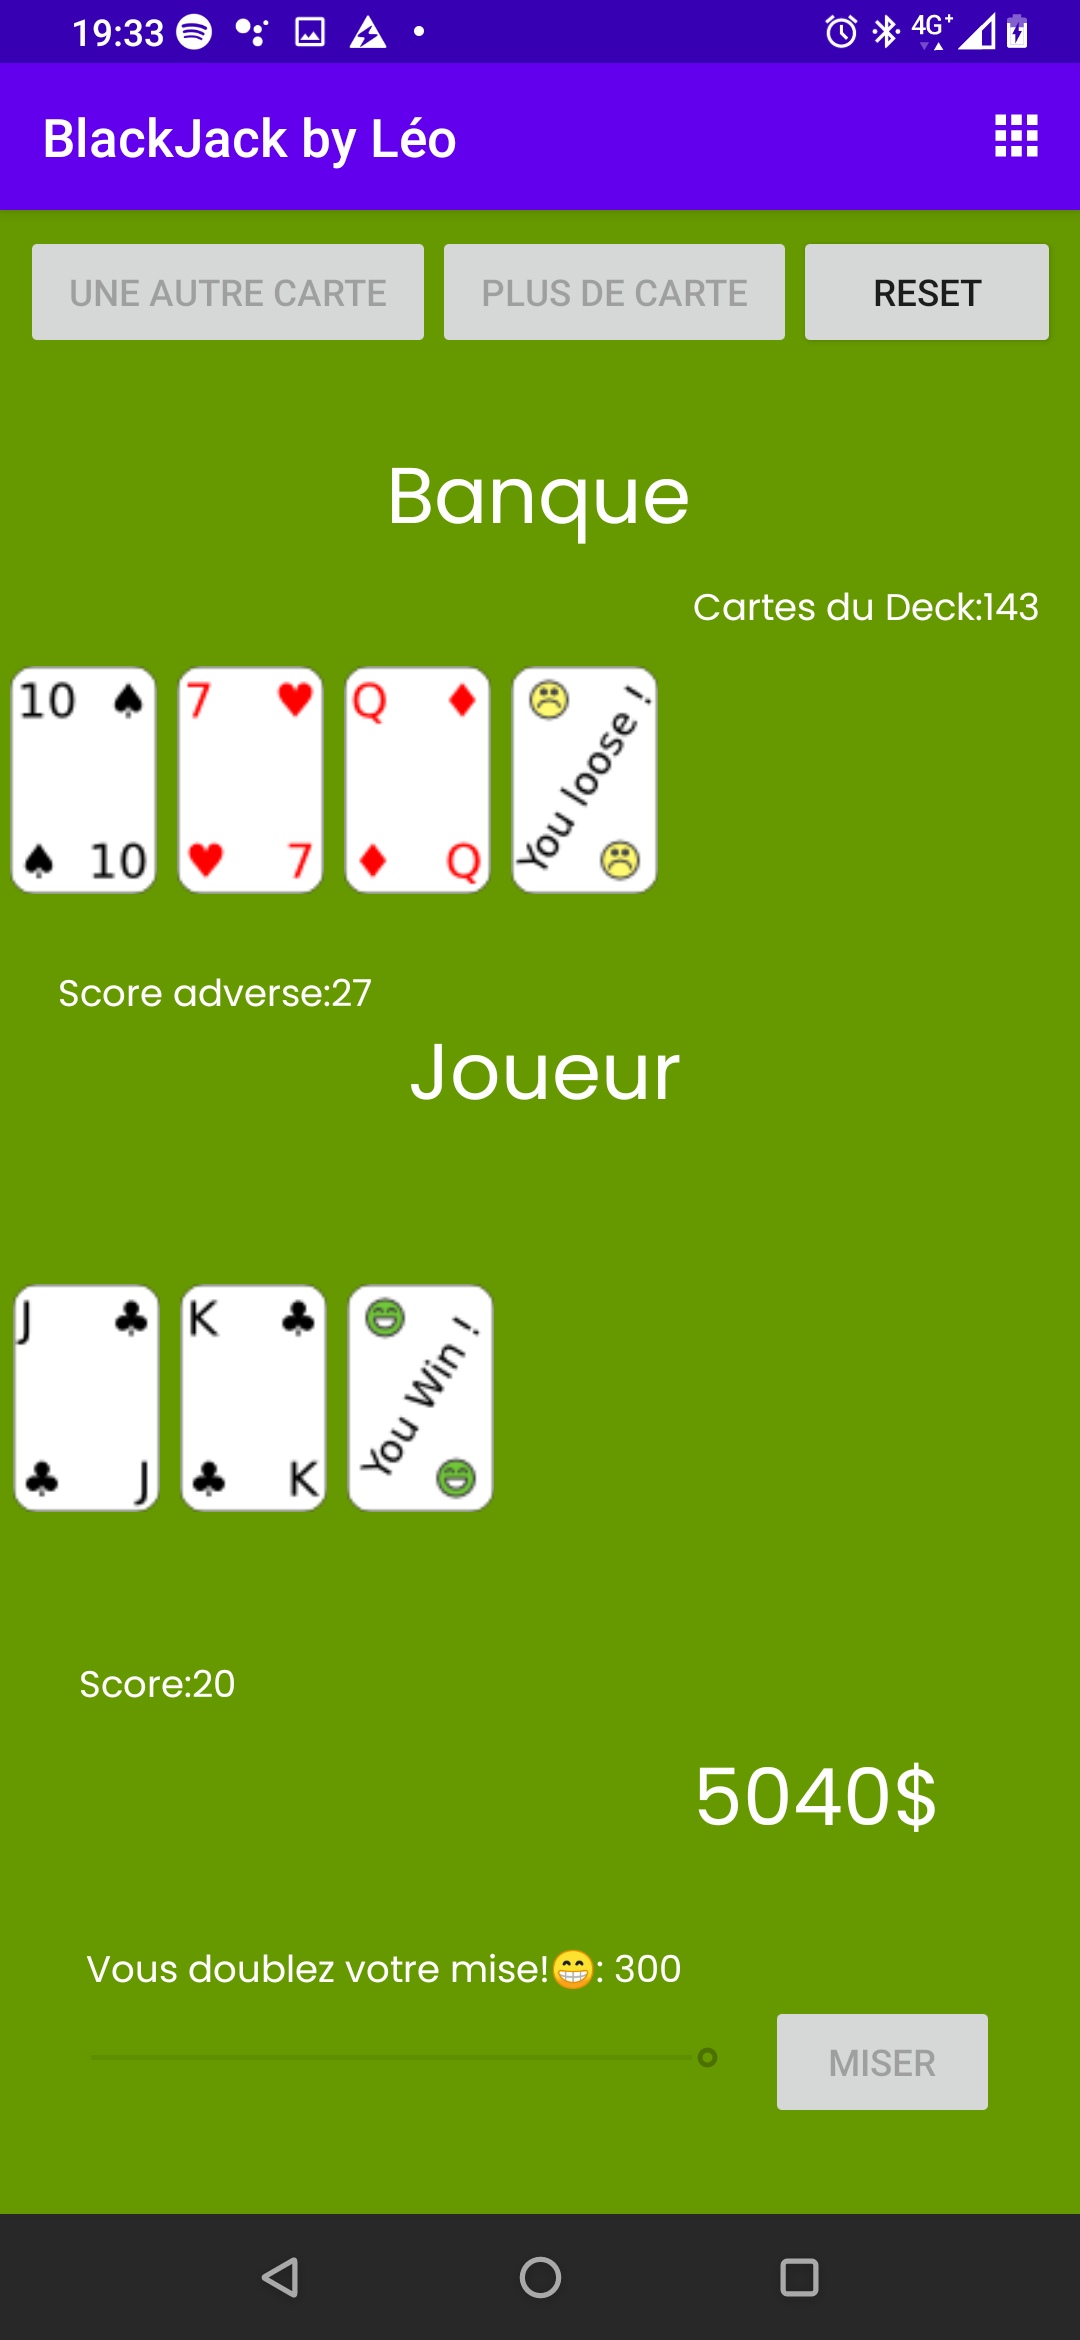 19:33
4G+
BlackJack by Léo
UNE AUTRE CARTE
PLUS DE CARTE
RESET
Banque
Cartes du Deck:143
10
10
7
7
Q
Q
You loose !
Score adverse:27
Joueur
J
J
K
K
You Win !
Score:20
5040$
Vous doublez votre mise!😁: 300
MISER